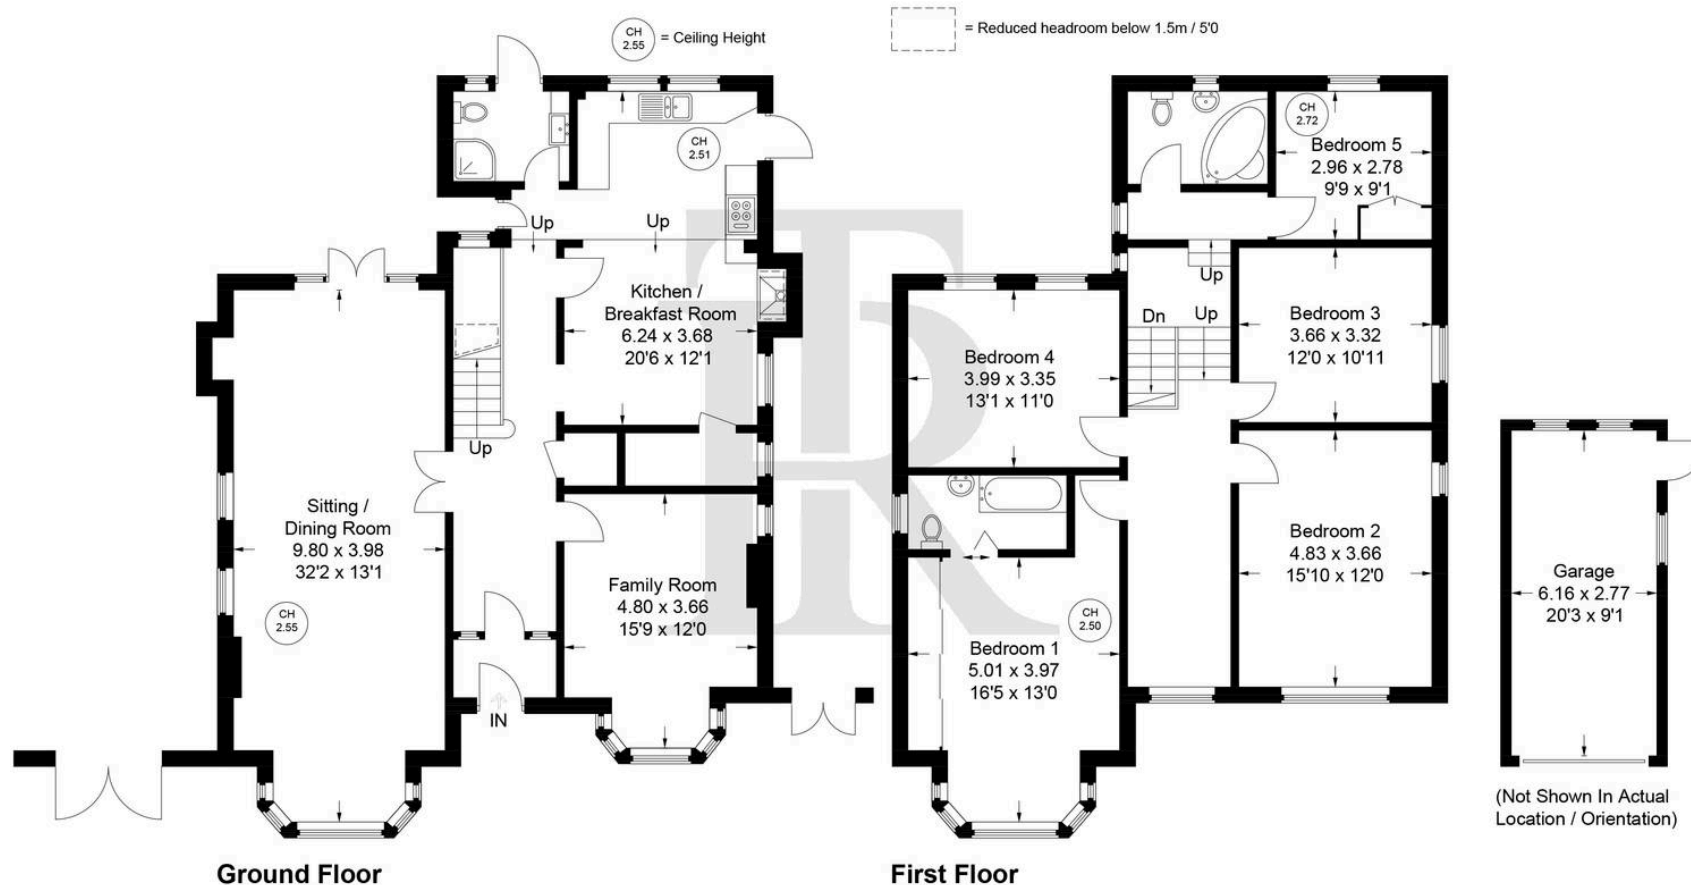 CH
2.55
= Ceiling Height
= Reduced headroom below 1.5m / 5'0
CH
2.51
Up
Up
Kitchen /
Breakfast Room
6.24 x 3.68
20'6 x 12'1
Up
Sitting /
Dining Room
9.80 x 3.98
32'2 x 13'1
CH
2.55
Family Room
4.80 x 3.66
15'9 x 12'0
IN
Ground Floor
CH
2.72
Bedroom 5
2.96 x 2.78
9'9 x 9'1
Up
Dn
Up
Bedroom 3
3.66 x 3.32
12'0 x 10'11
Bedroom 4
3.99 x 3.35
13'1 x 11'0
Bedroom 2
4.83 x 3.66
15'10 x 12'0
CH
2.50
Bedroom 1
5.01 x 3.97
16'5 x 13'0
First Floor
Garage
6.16 x 2.77
20'3 x 9'1
(Not Shown In Actual
Location / Orientation)
TR